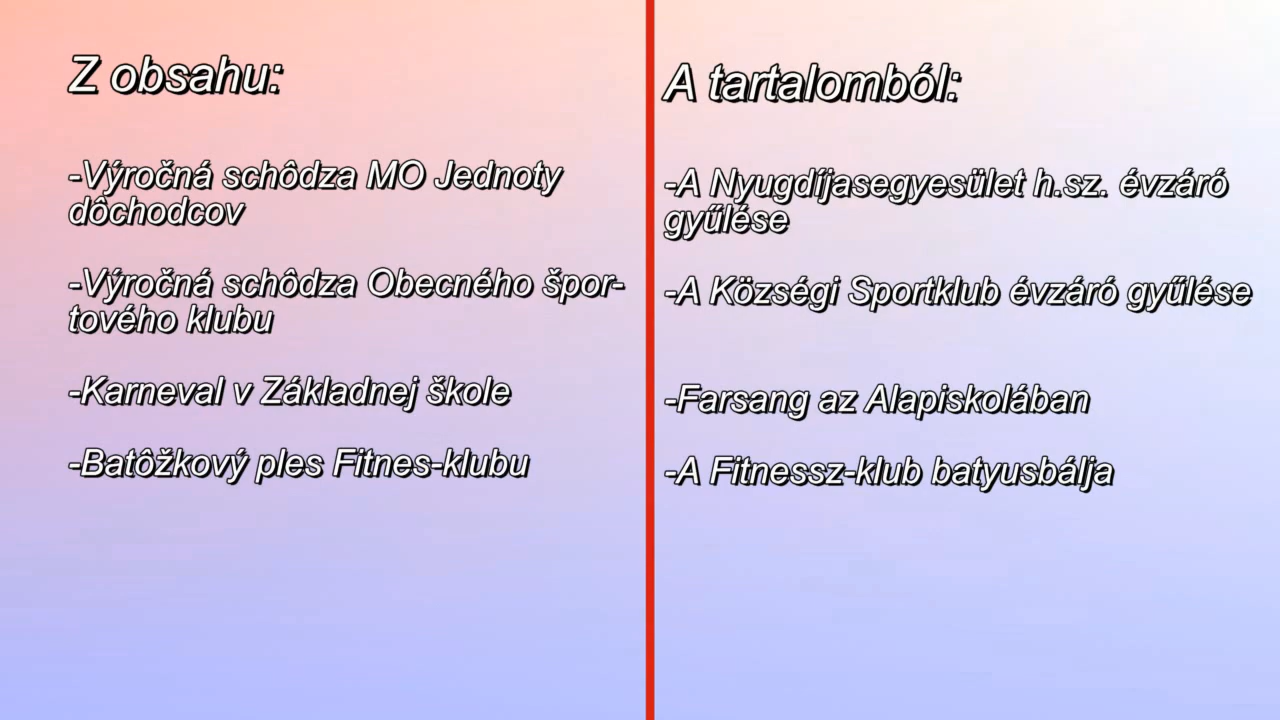 Z obsahu:
-Výročná schôdza MO Jednoty
dôchodcov
-Výročná schôdza Obecného špor-
tového klubu
-Karneval v Základnej škole
-Batôžkový ples Fitnes-klubu
A tartalomból:
-A Nyugdíjasegyesület h.sz. évzáró
gyűlése
-A Községi Sportklub évzáró gyűlése
-Farsang az Alapiskolában
-A Fitnessz-klub batyusbálja